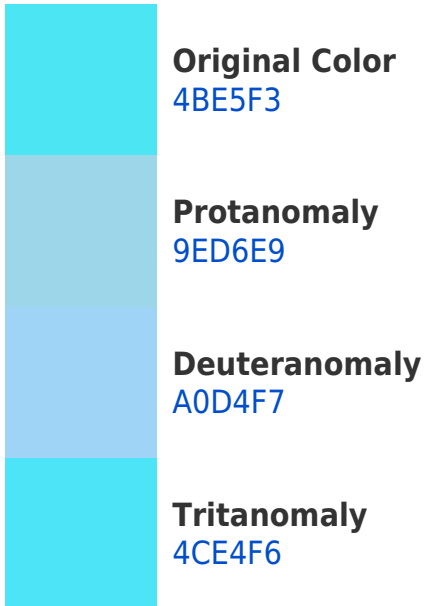 Original Color
4BE5F3
Protanomaly
9ED6E9
Deuteranomaly
A0D4F7
Tritanomaly
4CE4F6